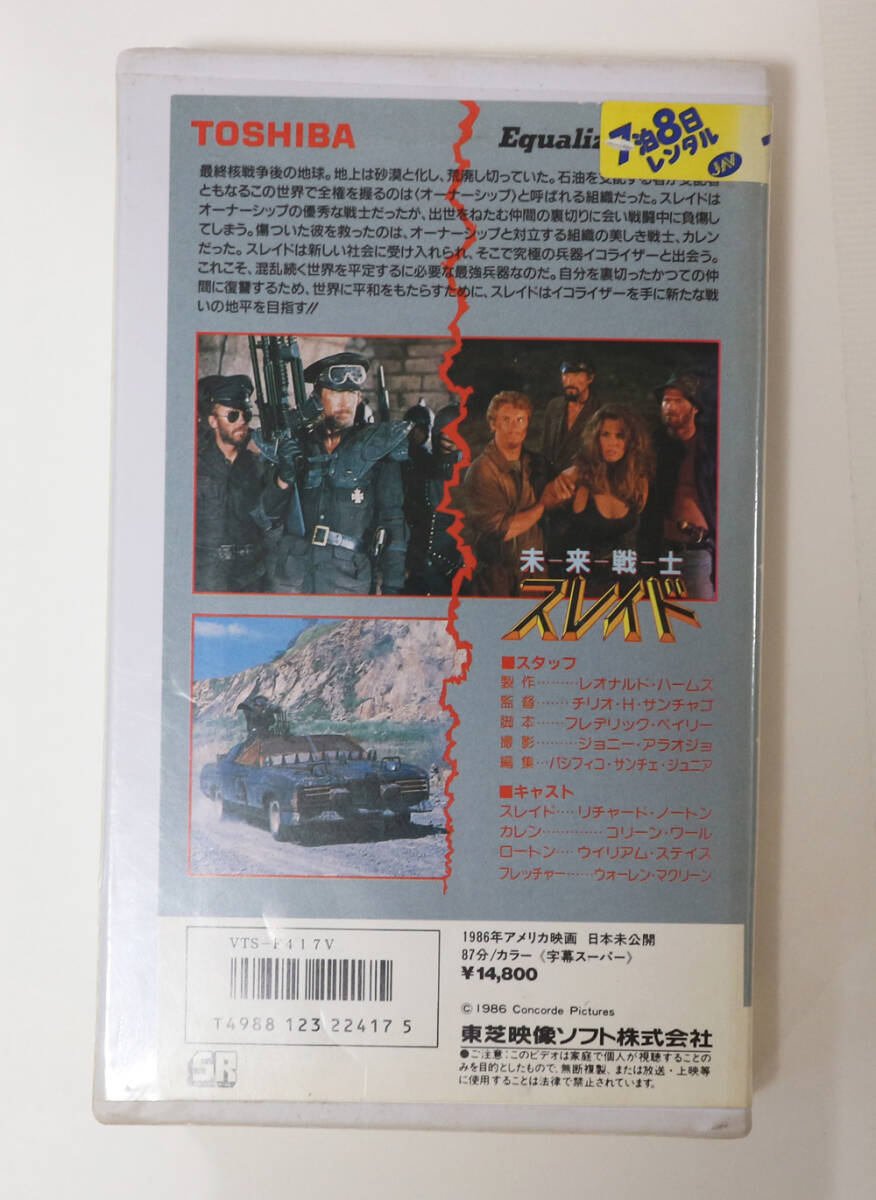 TOSHIBA
Equaliz
7泊8日
レンタル
JAV
最終核戦争後の地球。地上は砂漠と化し、荒廃し切っていた。石油を支配する者が支配者
ともなるこの世界で全権を握るのは〈オーナーシップ〉と呼ばれる組織だった。スレイドは
オーナーシップの優秀な戦士だったが、出世をねたむ仲間の裏切りに会い戦闘中に負傷し
てしまう。傷ついた彼を救ったのは、オーナーシップと対立する組織の美しき戦士、カレン
だった。スレイドは新しい社会に受け入れられ、そこで究極の兵器イコライザーと出会う。
これこそ、混乱続く世界を平定するに必要な最強兵器なのだ。自分を裏切ったかつての仲
間に復讐するため、世界に平和をもたらすために、スレイドはイコライザーを手に新たな戦
いの地平を目指す!!
未-来-戦-士
スレイド
■スタッフ
製作………レオナルド・ハームズ
監督……チリオ・H・サンチャゴ
脚本……フレデリック・ベイリー
撮影………ジョニー・アラオジョ
編集…パシフィコ・サンチェ・ジュニア
■キャスト
スレイド‥‥リチャード・ノートン
カレン…………コリーン・ワール
ロートン‥‥ウイリアム・ステイス
フレッチャー……ウォーレン・マクリーン
VTS-F417V
T4988 123 22417 5
SR
1986年アメリカ映画 日本未公開
87分/カラー《字幕スーパー》
¥14,800
©1986 Concorde Pictures
東芝映像ソフト株式会社
●ご注意:このビデオは家庭で個人が視聴することの
みを目的としたもので、無断複製、または放送・上映等
に使用することは法律で禁止されています。